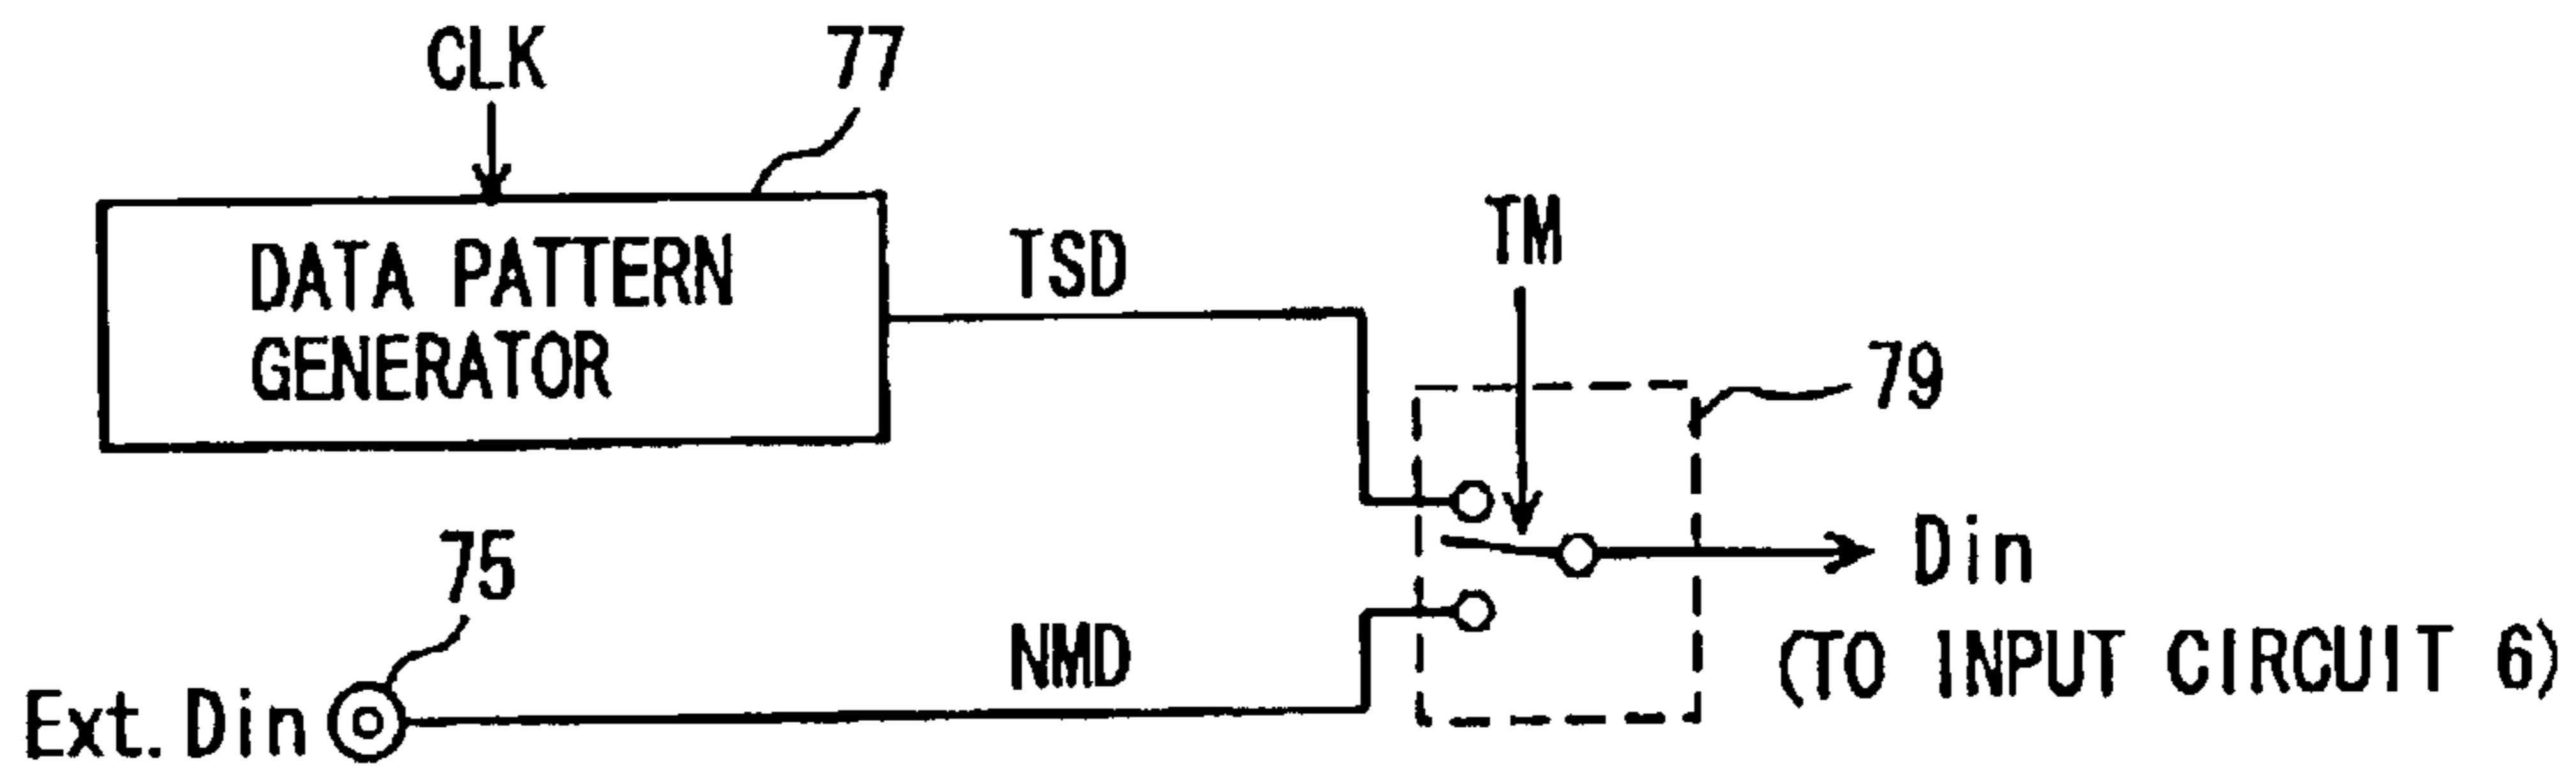 CLK
77
DATA PATTERN
GENERATOR
TSD
TM
79
75
Din
NMD
(TO INPUT CIRCUIT 6)
Ext. Din